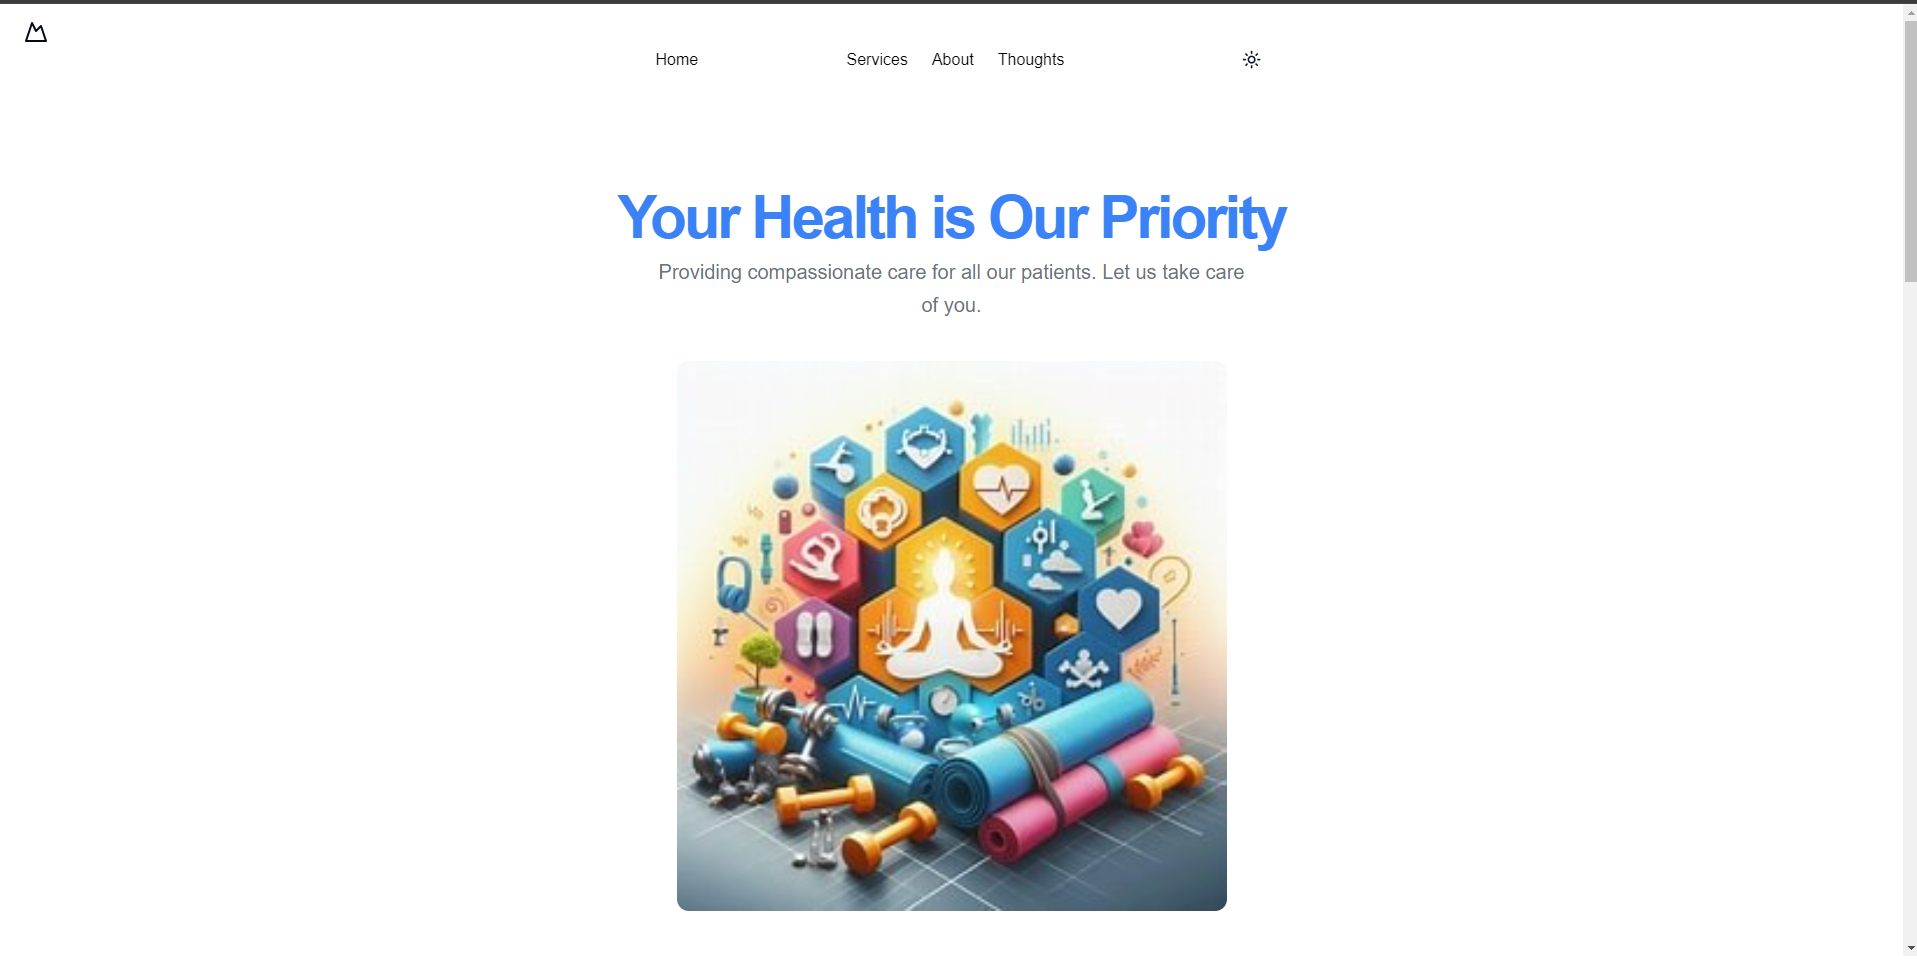 Home Services About Thoughts
Your Health is Our Priority
Providing compassionate care for all our patients. Let us take care
of you.